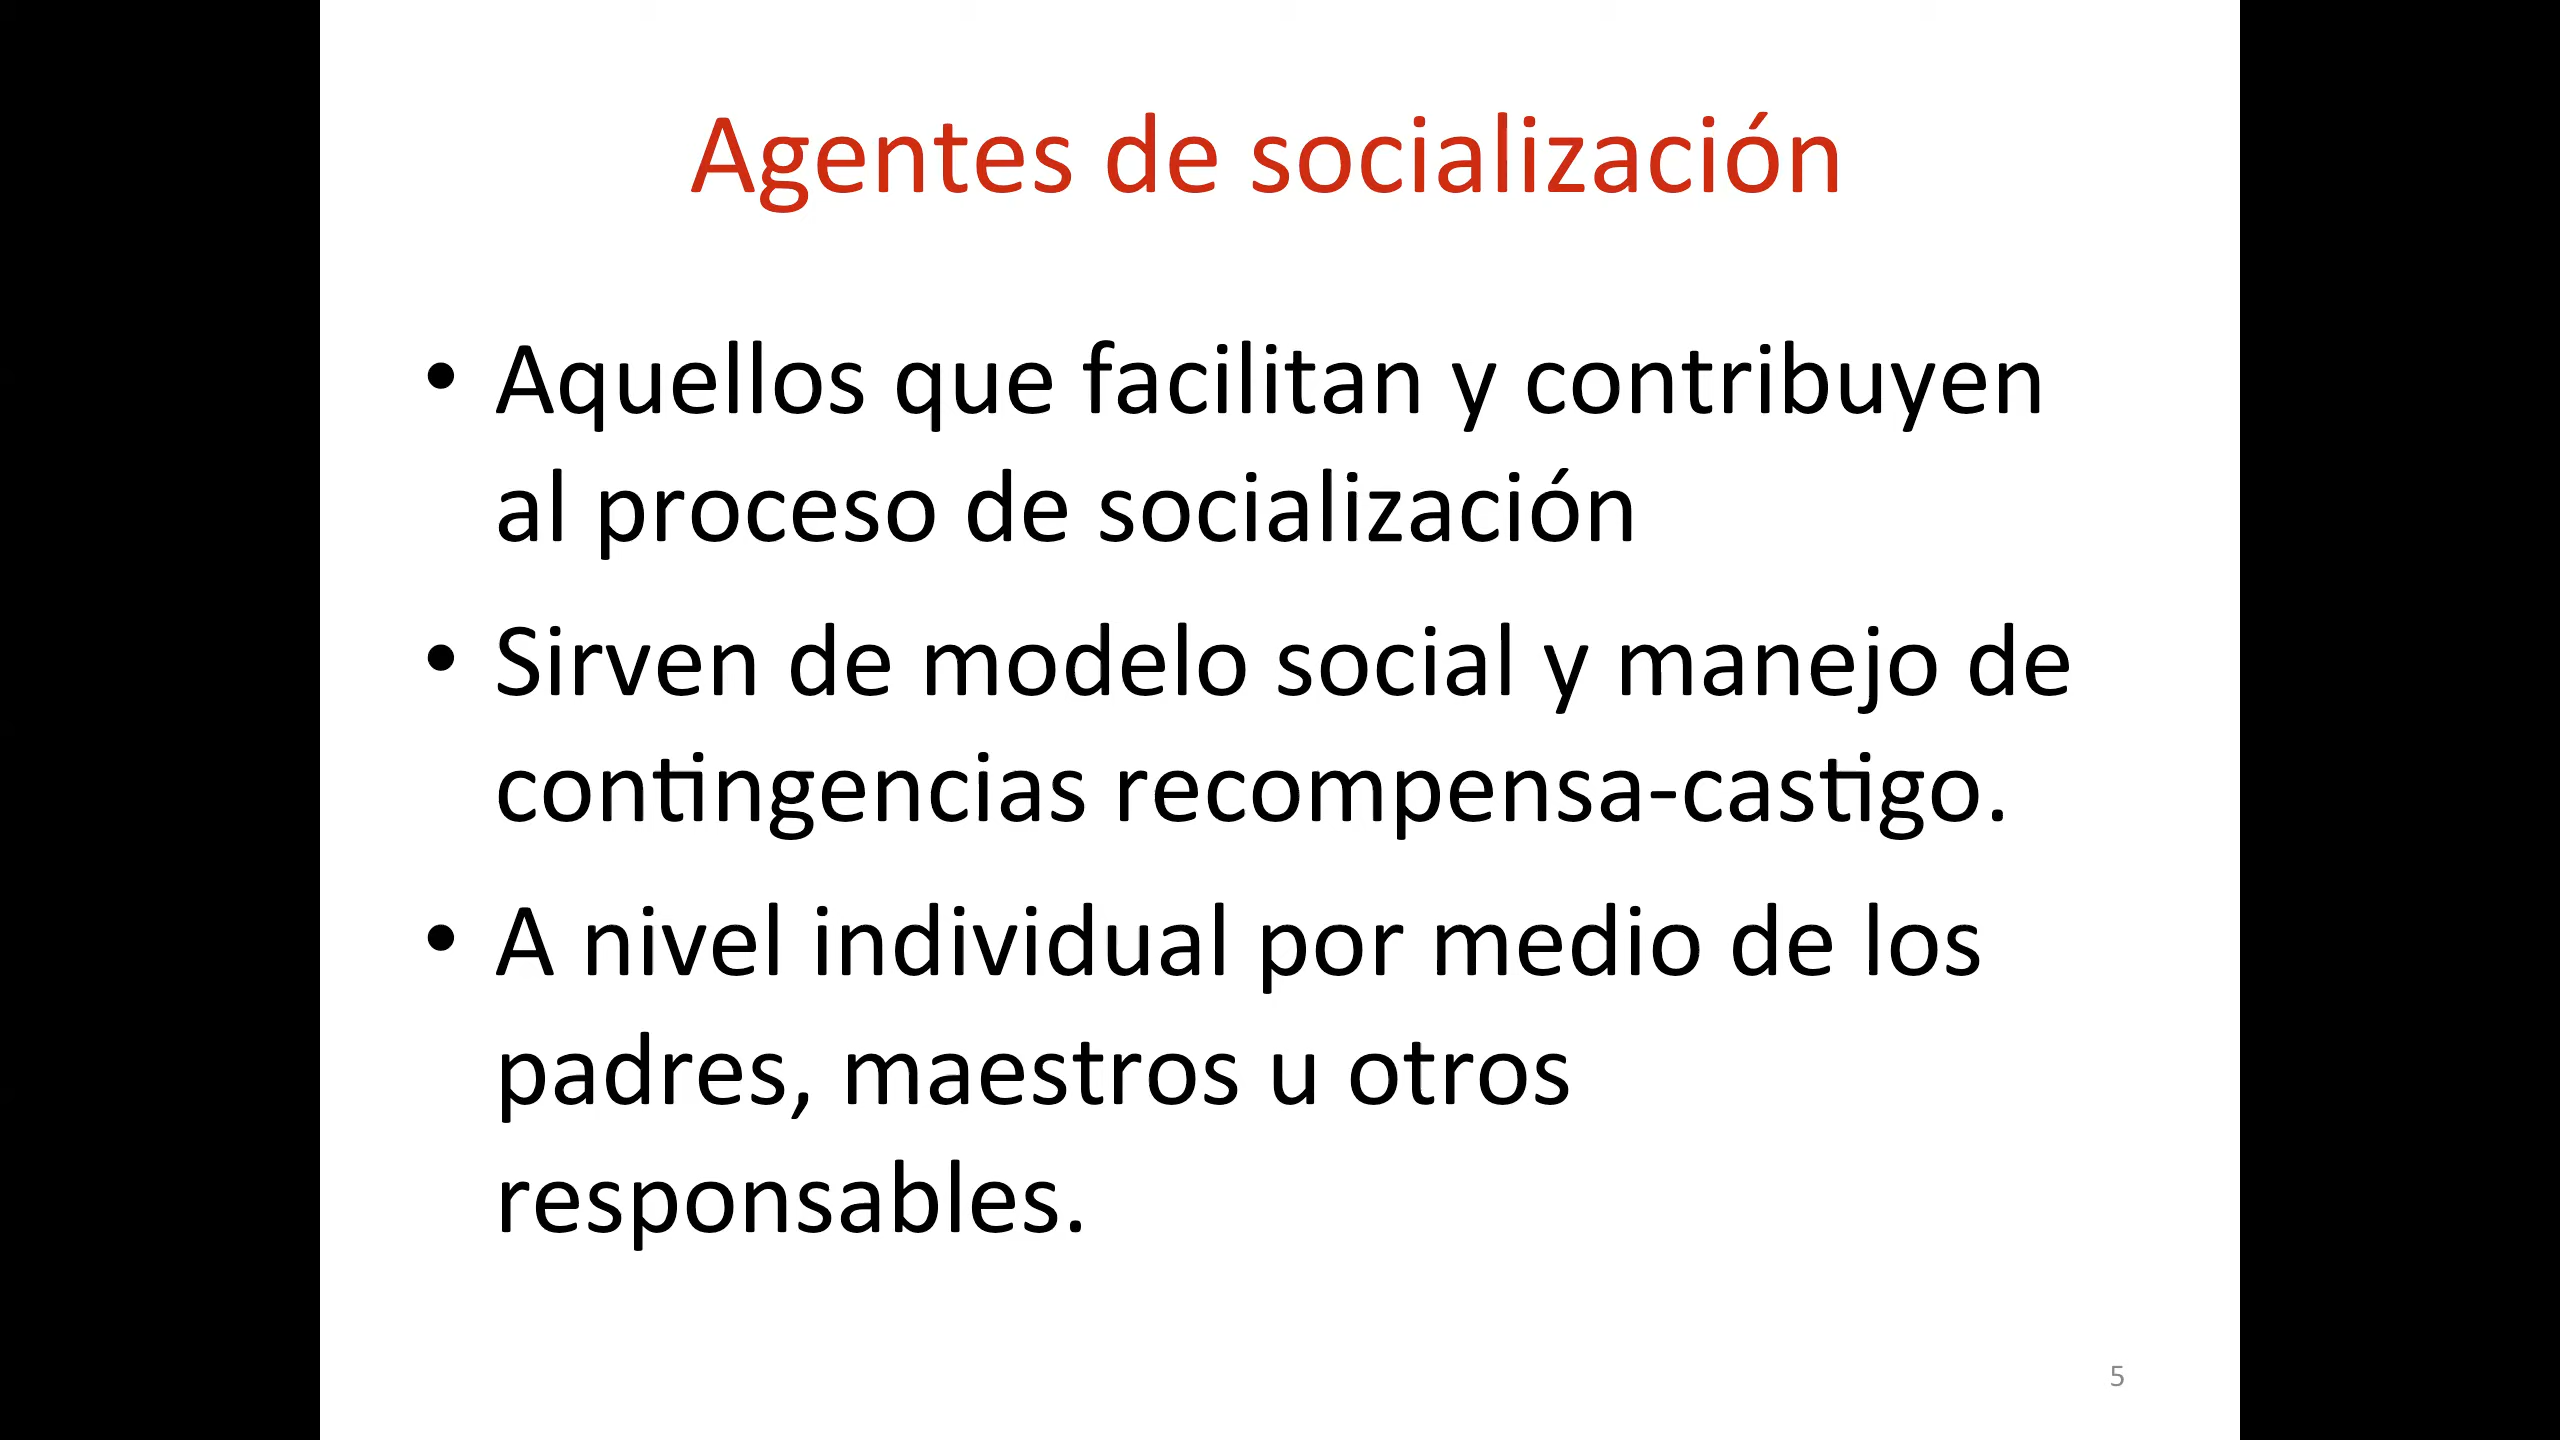 Agentes de socialización
• Aquellos que facilitan y contribuyen
al proceso de socialización
• Sirven de modelo social y manejo de
contingencias recompensa-castigo.
• A nivel individual por medio de los
padres, maestros u otros
responsables.
5